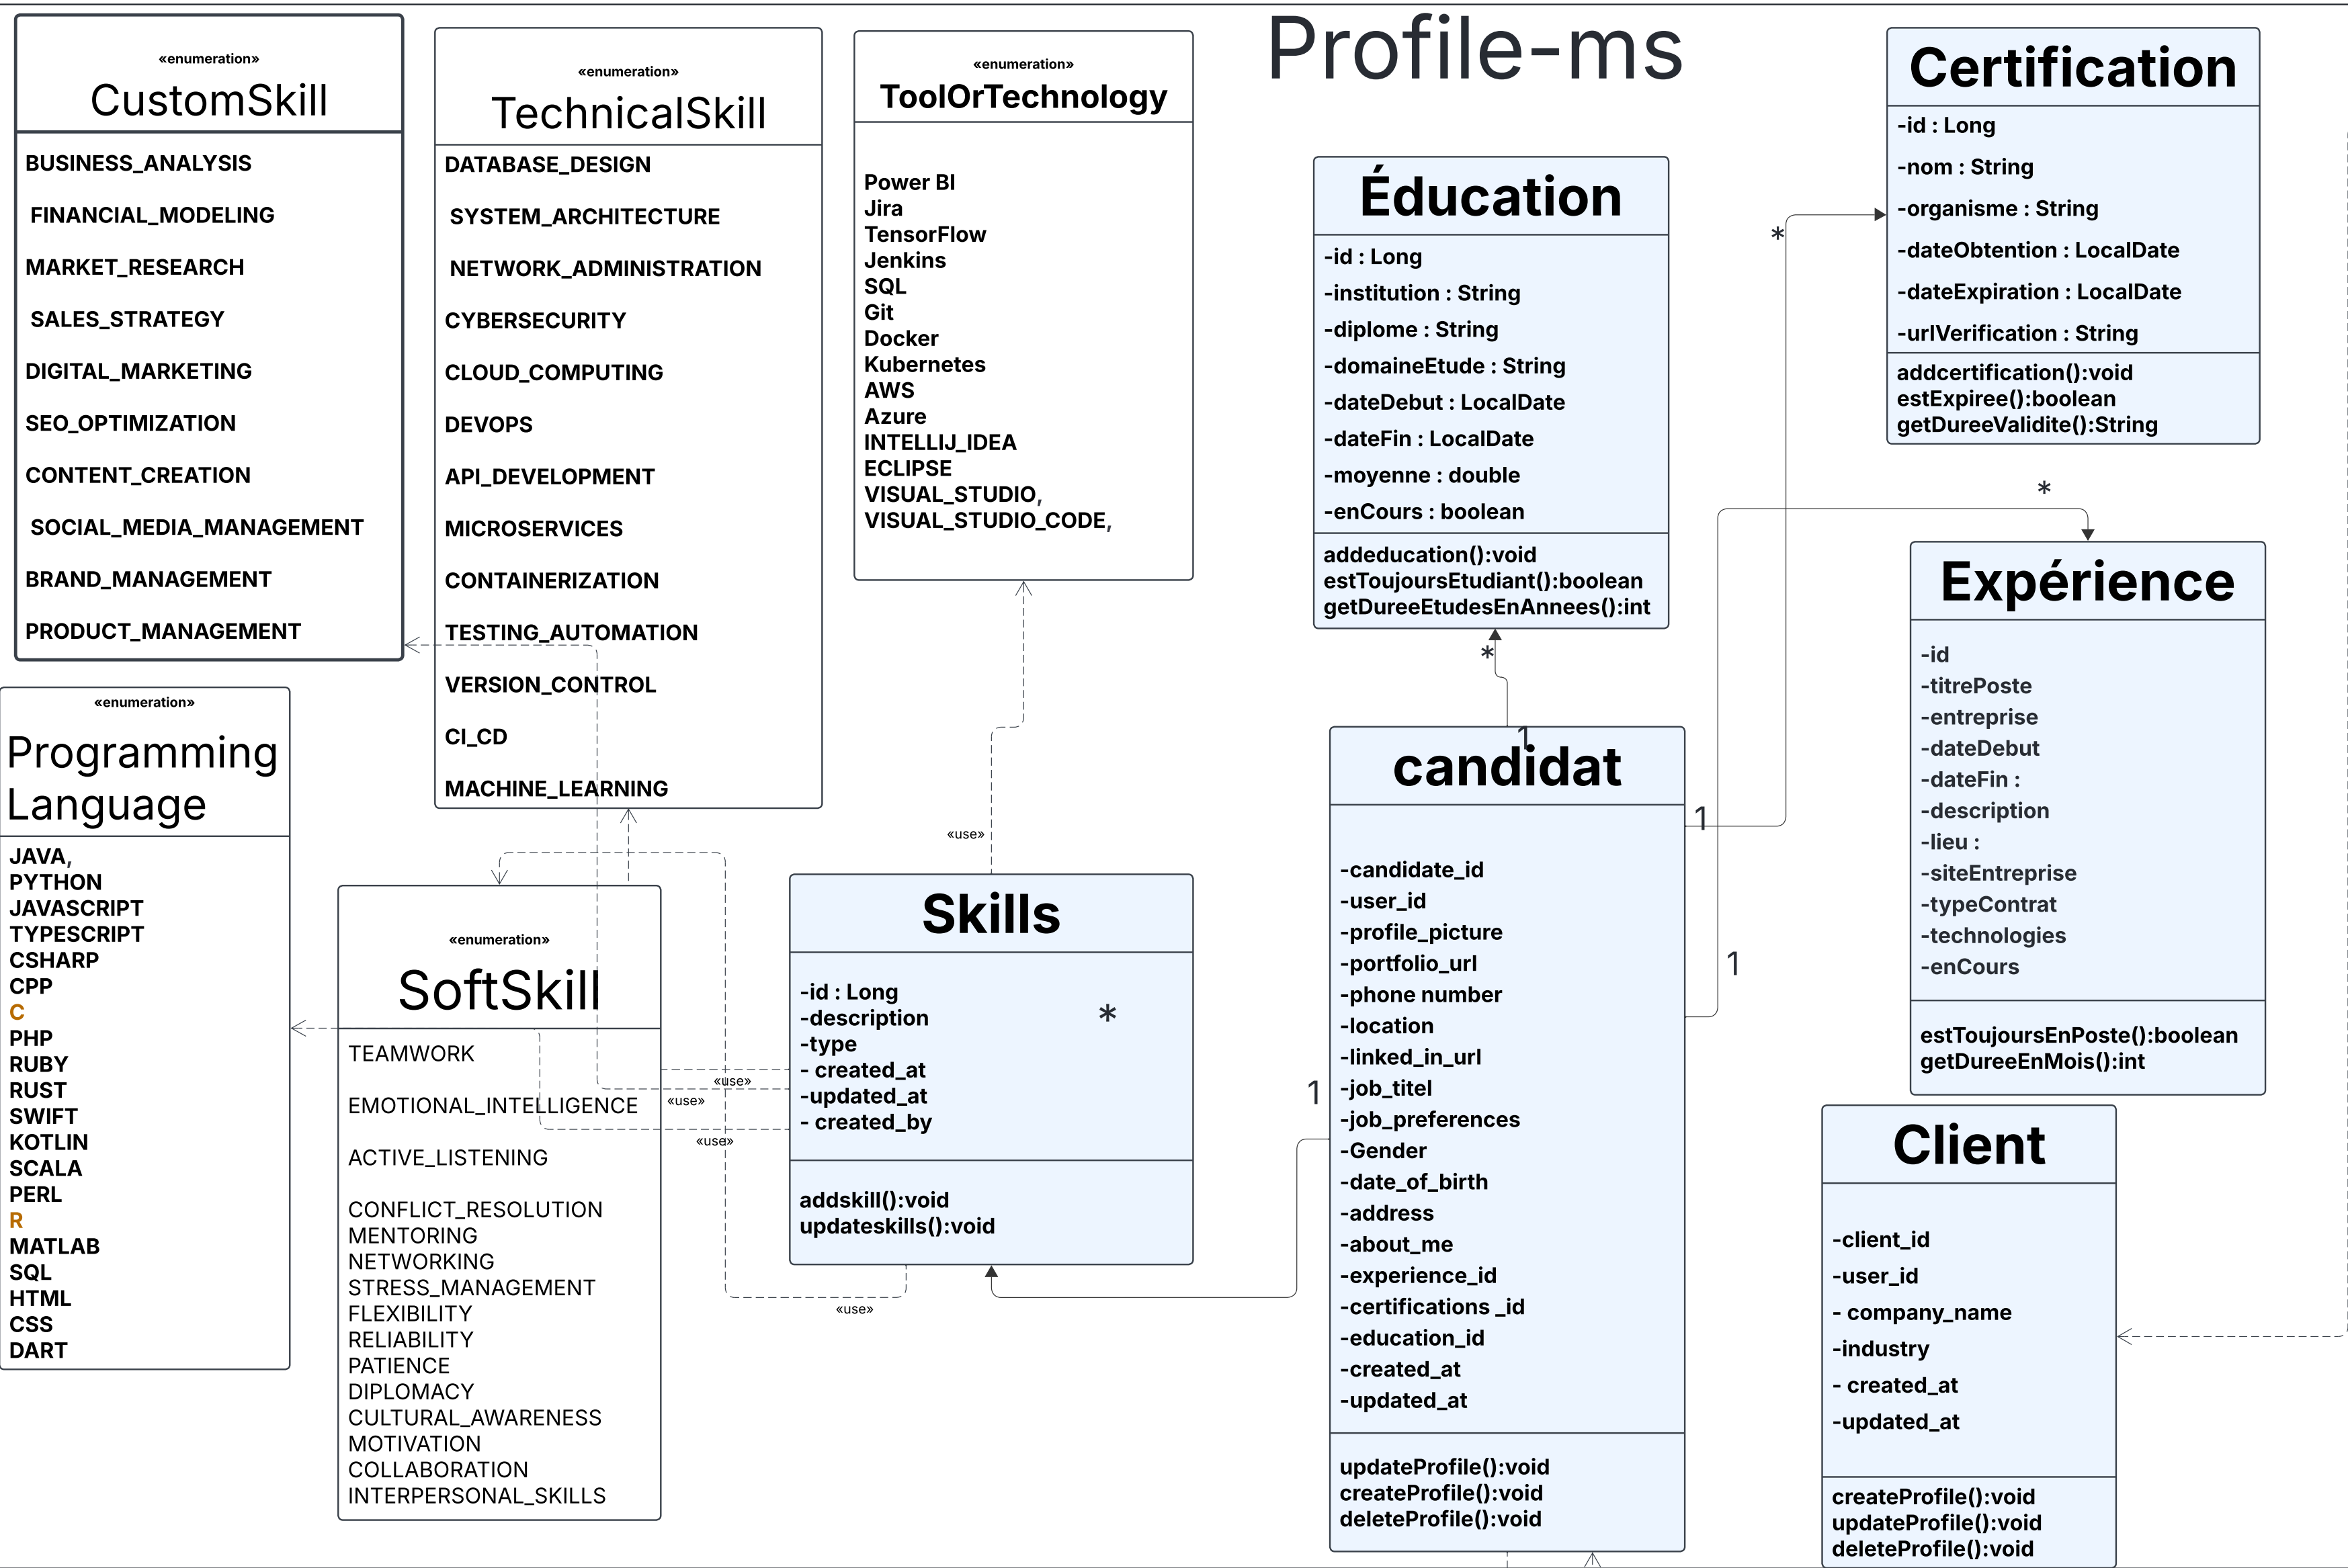 Profile-ms
«enumeration»
CustomSkill
BUSINESS_ANALYSIS
FINANCIAL_MODELING
MARKET_RESEARCH
SALES_STRATEGY
DIGITAL_MARKETING
SEO_OPTIMIZATION
CONTENT_CREATION
SOCIAL_MEDIA_MANAGEMENT
BRAND_MANAGEMENT
PRODUCT_MANAGEMENT
«enumeration»
TechnicalSkill
DATABASE_DESIGN
SYSTEM_ARCHITECTURE
NETWORK_ADMINISTRATION
CYBERSECURITY
CLOUD_COMPUTING
DEVOPS
API_DEVELOPMENT
MICROSERVICES
CONTAINERIZATION
TESTING_AUTOMATION
VERSION_CONTROL
CI_CD
MACHINE_LEARNING
«enumeration»
ToolOrTechnology
Power BI
Jira
TensorFlow
Jenkins
SQL
Git
Docker
Kubernetes
AWS
Azure
INTELLIJ_IDEA
ECLIPSE
VISUAL_STUDIO,
VISUAL_STUDIO_CODE,
Éducation
-id : Long
-institution : String
-diplome : String
-domaineEtude : String
-dateDebut : LocalDate
-dateFin : LocalDate
-moyenne : double
-enCours : boolean
addeducation():void
estToujoursEtudiant():boolean
getDureeEtudesEnAnnees():int
*
1
Certification
-id : Long
-nom : String
-organisme : String
-dateObtention : LocalDate
-dateExpiration : LocalDate
-urlVerification : String
addcertification():void
estExpiree():boolean
getDureeValidite():String
*
1
*
1
Expérience
-id
-titrePoste
-entreprise
-dateDebut
-dateFin :
-description
-lieu :
-siteEntreprise
-typeContrat
-technologies
-enCours
estToujoursEnPoste():boolean
getDureeEnMois():int
«enumeration»
Programming
Language
JAVA,
PYTHON
JAVASCRIPT
TYPESCRIPT
CSHARP
CPP
C
PHP
RUBY
RUST
SWIFT
KOTLIN
SCALA
PERL
R
MATLAB
SQL
HTML
CSS
DART
«enumeration»
SoftSkill
TEAMWORK
EMOTIONAL_INTELLIGENCE
ACTIVE_LISTENING
CONFLICT_RESOLUTION
MENTORING
NETWORKING
STRESS_MANAGEMENT
FLEXIBILITY
RELIABILITY
PATIENCE
DIPLOMACY
CULTURAL_AWARENESS
MOTIVATION
COLLABORATION
INTERPERSONAL_SKILLS
«use»
«use»
«use»
«use»
«use»
Skills
-id : Long
-description
-type
- created_at
-updated_at
- created_by
*
addskill():void
updateskills():void
1
candidat
-candidate_id
-user_id
-profile_picture
-portfolio_url
-phone number
-location
-linked_in_url
-job_titel
-job_preferences
-Gender
-date_of_birth
-address
-about_me
-experience_id
-certifications _id
-education_id
-created_at
-updated_at
updateProfile():void
createProfile():void
deleteProfile():void
Client
-client_id
-user_id
- company_name
-industry
- created_at
-updated_at
createProfile():void
updateProfile():void
deleteProfile():void